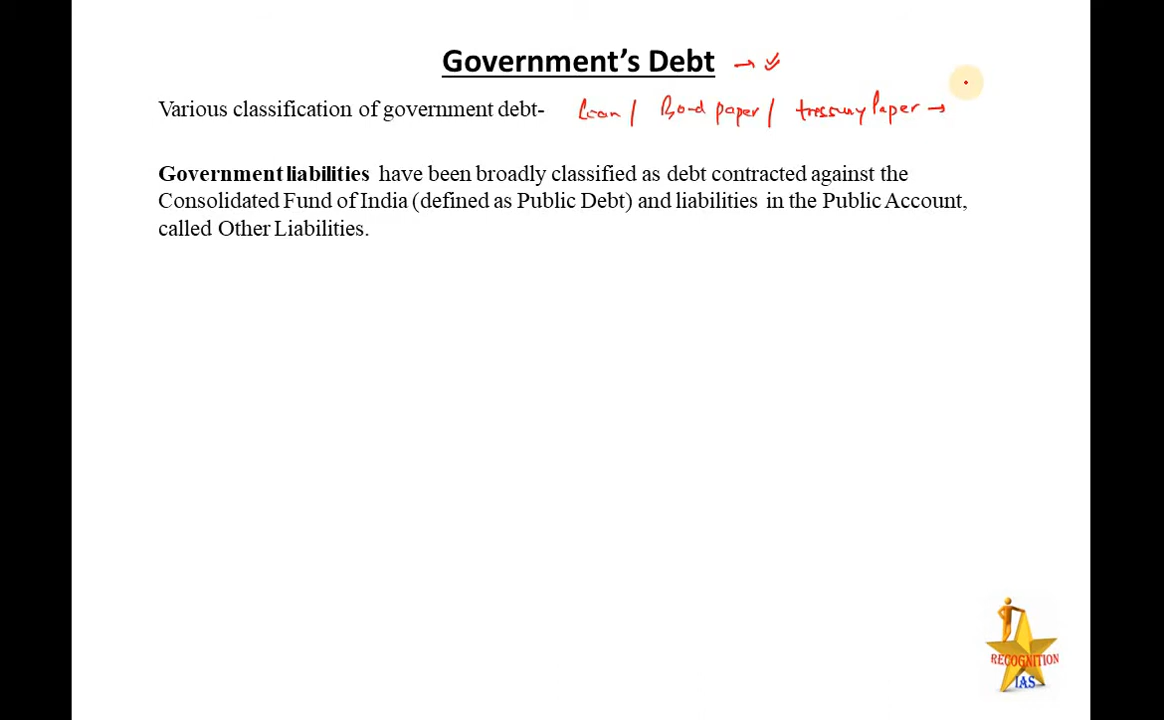 Government's Debt
Various classification of government debt- Loan / Bond paper / treasury Paper →
Government liabilities have been broadly classified as debt contracted against the
Consolidated Fund of India (defined as Public Debt) and liabilities in the Public Account,
called Other Liabilities.
RECOGNITION
IAS